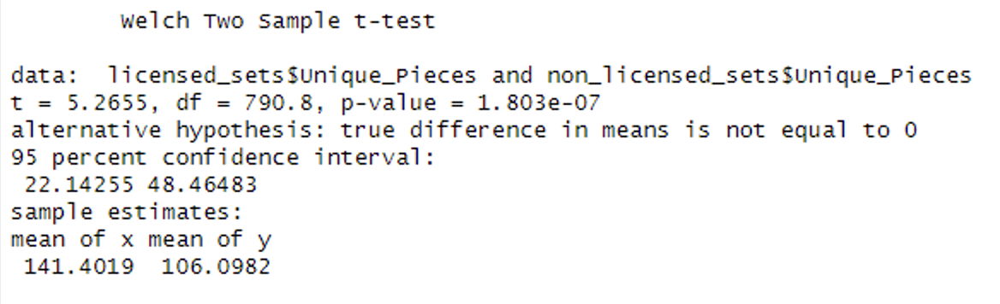 Welch Two Sample t-test
data:  licensed_sets$Unique_Pieces and non_licensed_sets$Unique_Pieces
t = 5.2655, df = 790.8, p-value = 1.803e-07
alternative hypothesis: true difference in means is not equal to 0
95 percent confidence interval:
 22.14255 48.46483
sample estimates:
mean of x mean of y
 141.4019  106.0982